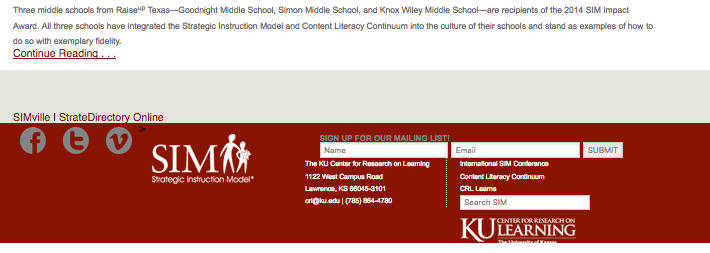 Three middle schools from Raiseup Texas—Goodnight Middle School, Simon Middle School, and Knox Wiley Middle School—are recipients of the 2014 SIM Impact
Award. All three schools have integrated the Strategic Instruction Model and Content Literacy Continuum into the culture of their schools and stand as examples of how to
do so with exemplary fidelity.
Continue Reading . . .
SIMville | StrateDirectory Online
>
SIM
Strategic Instruction Model®
SIGN UP FOR OUR MAILING LIST!
Name
Email
SUBMIT
The KU Center for Research on Learning
1122 West Campus Road
Lawrence, KS 66045-3101
crl@ku.edu | (785) 864-4780
International SIM Conference
Content Literacy Continuum
CRL Learns
Search SIM
KU CENTER FOR RESEARCH ON
LEARNING
The University of Kansas